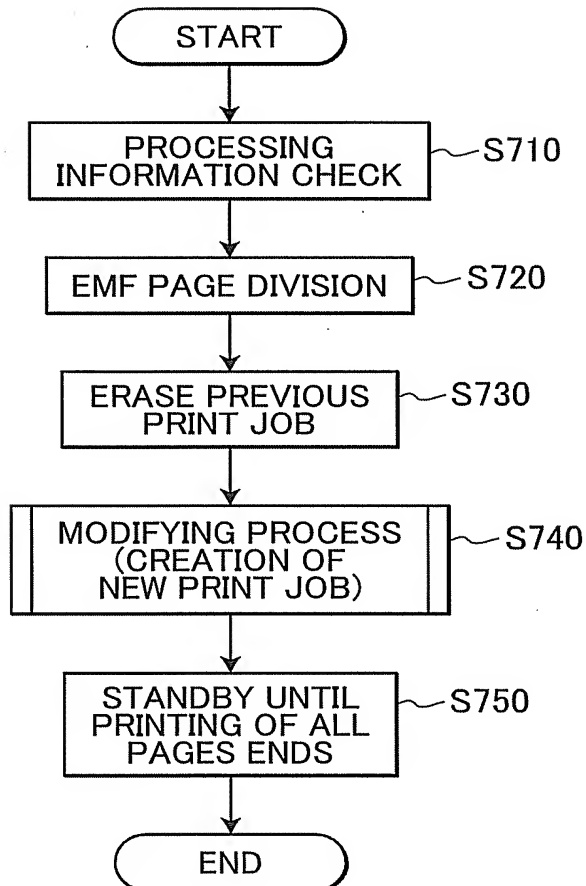 START
PROCESSING
INFORMATION CHECK
S710
EMF PAGE DIVISION
S720
ERASE PREVIOUS
PRINT JOB
S730
MODIFYING PROCESS
(CREATION OF
NEW PRINT JOB)
S740
STANDBY UNTIL
PRINTING OF ALL
PAGES ENDS
S750
END